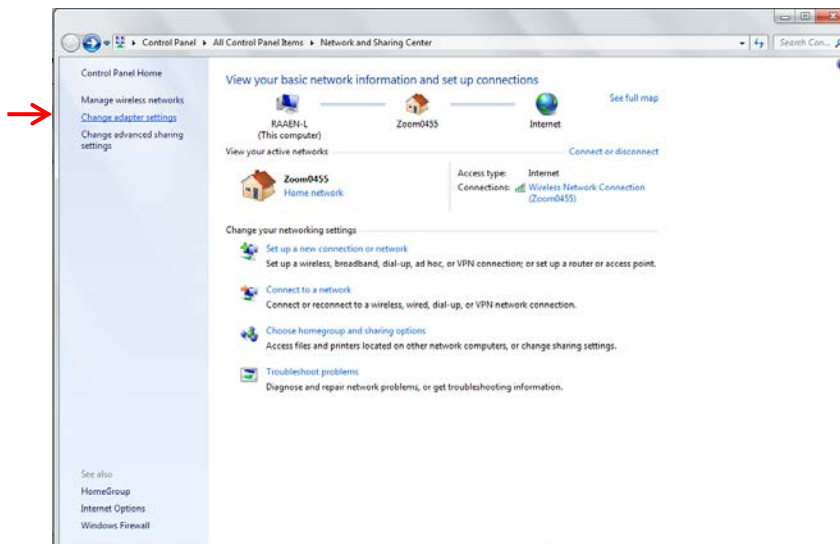 Control Panel ▸ All Control Panel Items ▸ Network and Sharing Center
Search Con...
Control Panel Home
Manage wireless networks
Change adapter settings
Change advanced sharing
settings
View your basic network information and set up connections
See full map
RAAEN-L
(This computer)
Zoom0455
Internet
View your active networks
Connect or disconnect
Zoom0455
Home network
Access type: Internet
Connections: Wireless Network Connection
(Zoom0455)
Change your networking settings
Set up a new connection or network
Set up a wireless, broadband, dial-up, ad hoc, or VPN connection; or set up a router or access point.
Connect to a network
Connect or reconnect to a wireless, wired, dial-up, or VPN network connection.
Choose homegroup and sharing options
Access files and printers located on other network computers, or change sharing settings.
Troubleshoot problems
Diagnose and repair network problems, or get troubleshooting information.
See also
HomeGroup
Internet Options
Windows Firewall